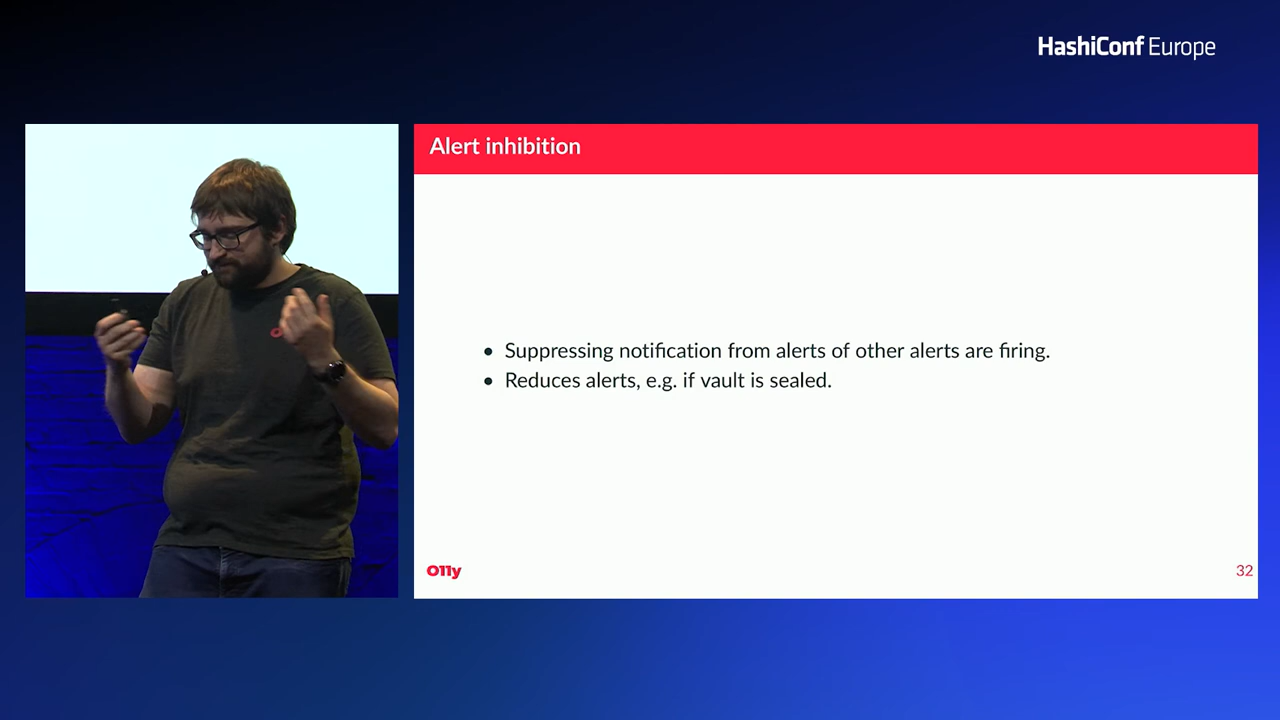 HashiConf Europe
Alert inhibition
• Suppressing notification from alerts of other alerts are firing.
• Reduces alerts, e.g. if vault is sealed.
O11y
32